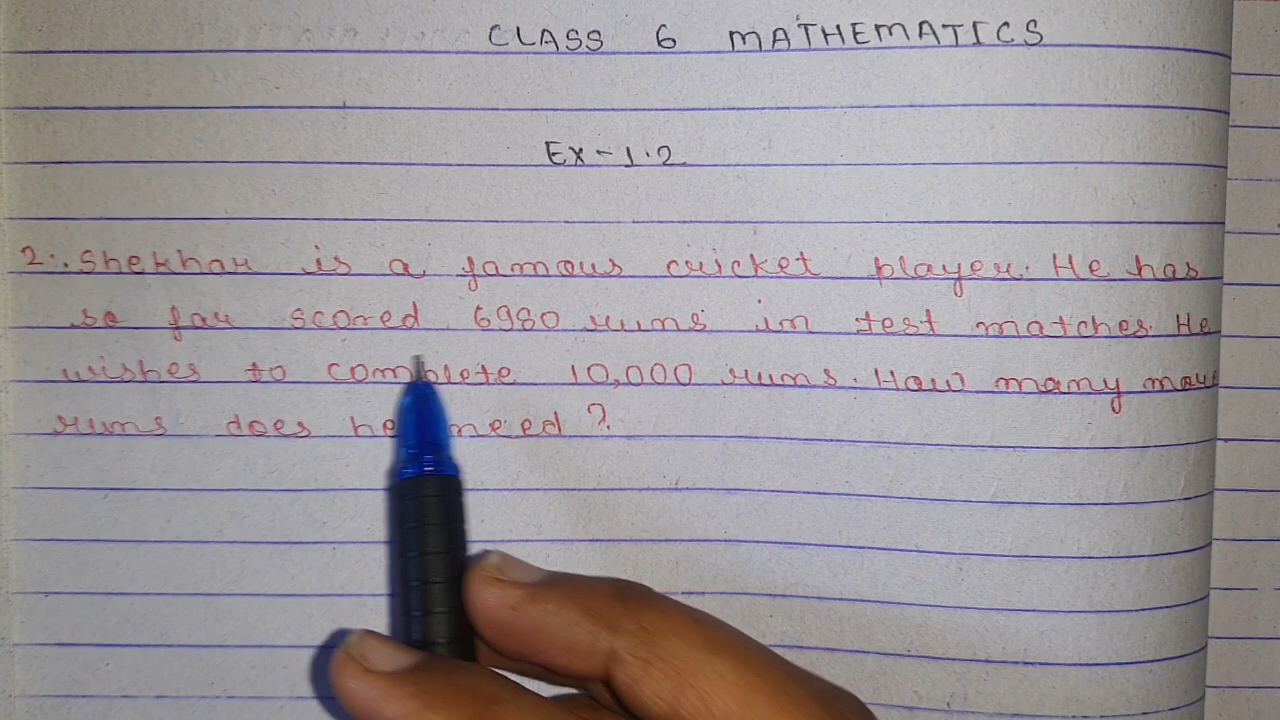 CLASS 6 MATHEMATICS
Ex-1.2
2:. Shekhar is a famous cricket player. He has
so far scored 6980 runs in test matches. He
wishes to complete 10,000 runs. How many more
runs does he need ?